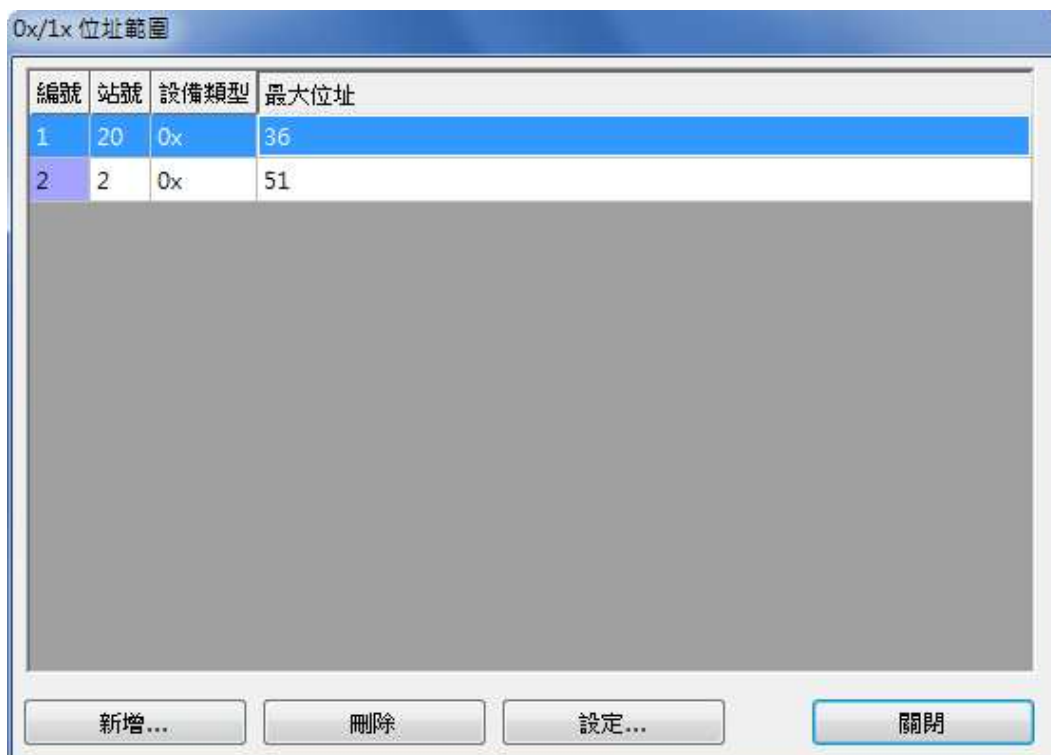 0x/1x 位址範圍
編號 站號 設備類型 最大位址
1 20 0x 36
2 2 0x 51
新增... 刪除 設定... 關閉